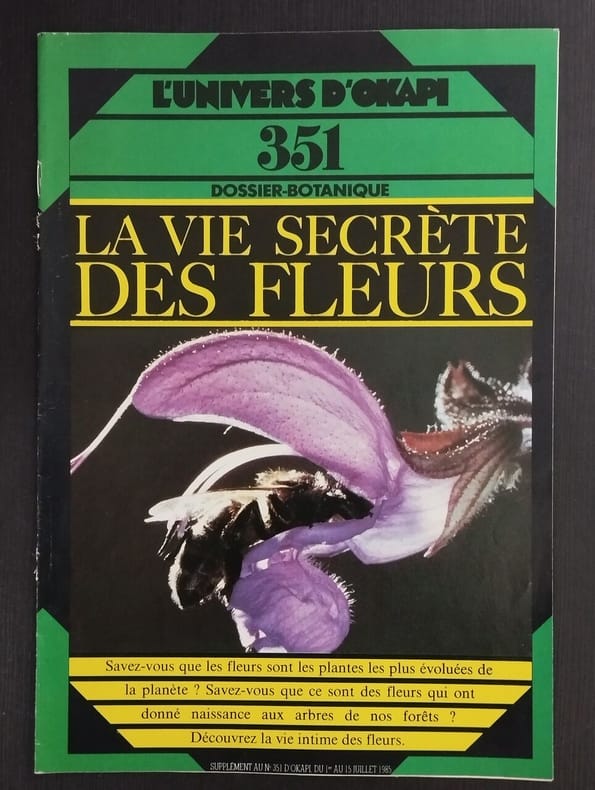 L'UNIVERS D'OKAPI
351
DOSSIER-BOTANIQUE
LA VIE SECRÈTE
DES FLEURS
Savez-vous que les fleurs sont les plantes les plus évoluées de
la planète ? Savez-vous que ce sont des fleurs qui ont
donné naissance aux arbres de nos forêts ?
Découvrez la vie intime des fleurs.
SUPPLÉMENT AU N° 351 D'OKAPI DU 1er AU 15 JUILLET 1985